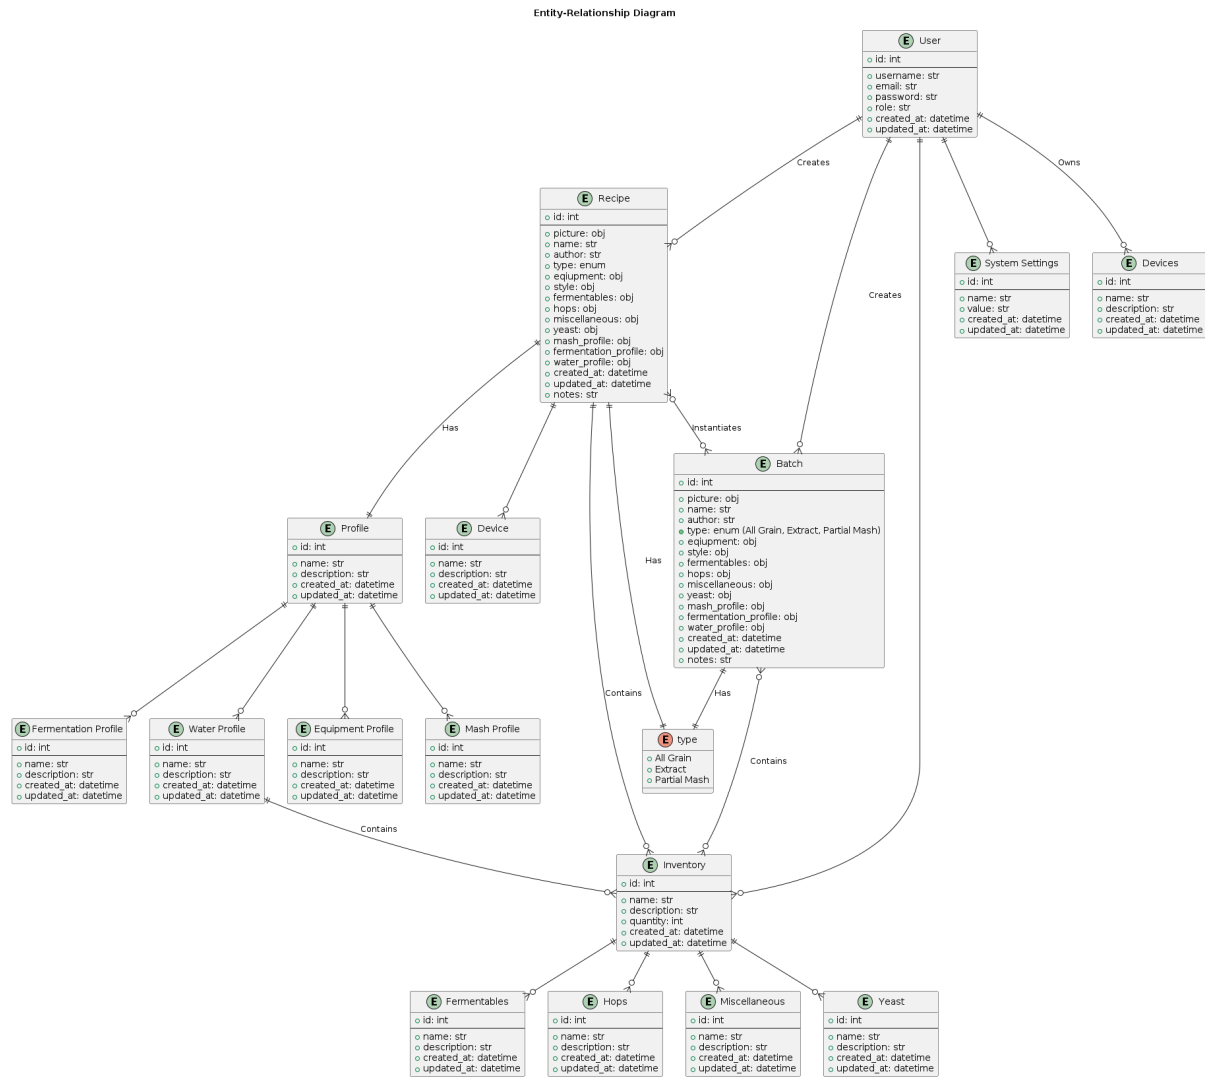 Entity-Relationship Diagram
E User
id: int
username: str
email: str
password: str
role: str
created_at: datetime
updated_at: datetime
Creates
Owns
E Recipe
id: int
picture: obj
name: str
author: str
type: enum
eqiupment: obj
style: obj
fermentables: obj
hops: obj
miscellaneous: obj
yeast: obj
mash_profile: obj
fermentation_profile: obj
water_profile: obj
created_at: datetime
updated_at: datetime
notes: str
E System Settings
id: int
name: str
value: str
created_at: datetime
updated_at: datetime
E Devices
id: int
name: str
description: str
created_at: datetime
updated_at: datetime
Creates
Has
Instantiates
E Batch
id: int
picture: obj
name: str
author: str
type: enum (All Grain, Extract, Partial Mash)
eqiupment: obj
style: obj
fermentables: obj
hops: obj
miscellaneous: obj
yeast: obj
mash_profile: obj
fermentation_profile: obj
water_profile: obj
created_at: datetime
updated_at: datetime
notes: str
E Profile
id: int
name: str
description: str
created_at: datetime
updated_at: datetime
E Device
id: int
name: str
description: str
created_at: datetime
updated_at: datetime
Has
Contains
Has
E Fermentation Profile
id: int
name: str
description: str
created_at: datetime
updated_at: datetime
E Water Profile
id: int
name: str
description: str
created_at: datetime
updated_at: datetime
E Equipment Profile
id: int
name: str
description: str
created_at: datetime
updated_at: datetime
E Mash Profile
id: int
name: str
description: str
created_at: datetime
updated_at: datetime
E type
All Grain
Extract
Partial Mash
Contains
Contains
E Inventory
id: int
name: str
description: str
quantity: int
created_at: datetime
updated_at: datetime
E Fermentables
id: int
name: str
description: str
created_at: datetime
updated_at: datetime
E Hops
id: int
name: str
description: str
created_at: datetime
updated_at: datetime
E Miscellaneous
id: int
name: str
description: str
created_at: datetime
updated_at: datetime
E Yeast
id: int
name: str
description: str
created_at: datetime
updated_at: datetime